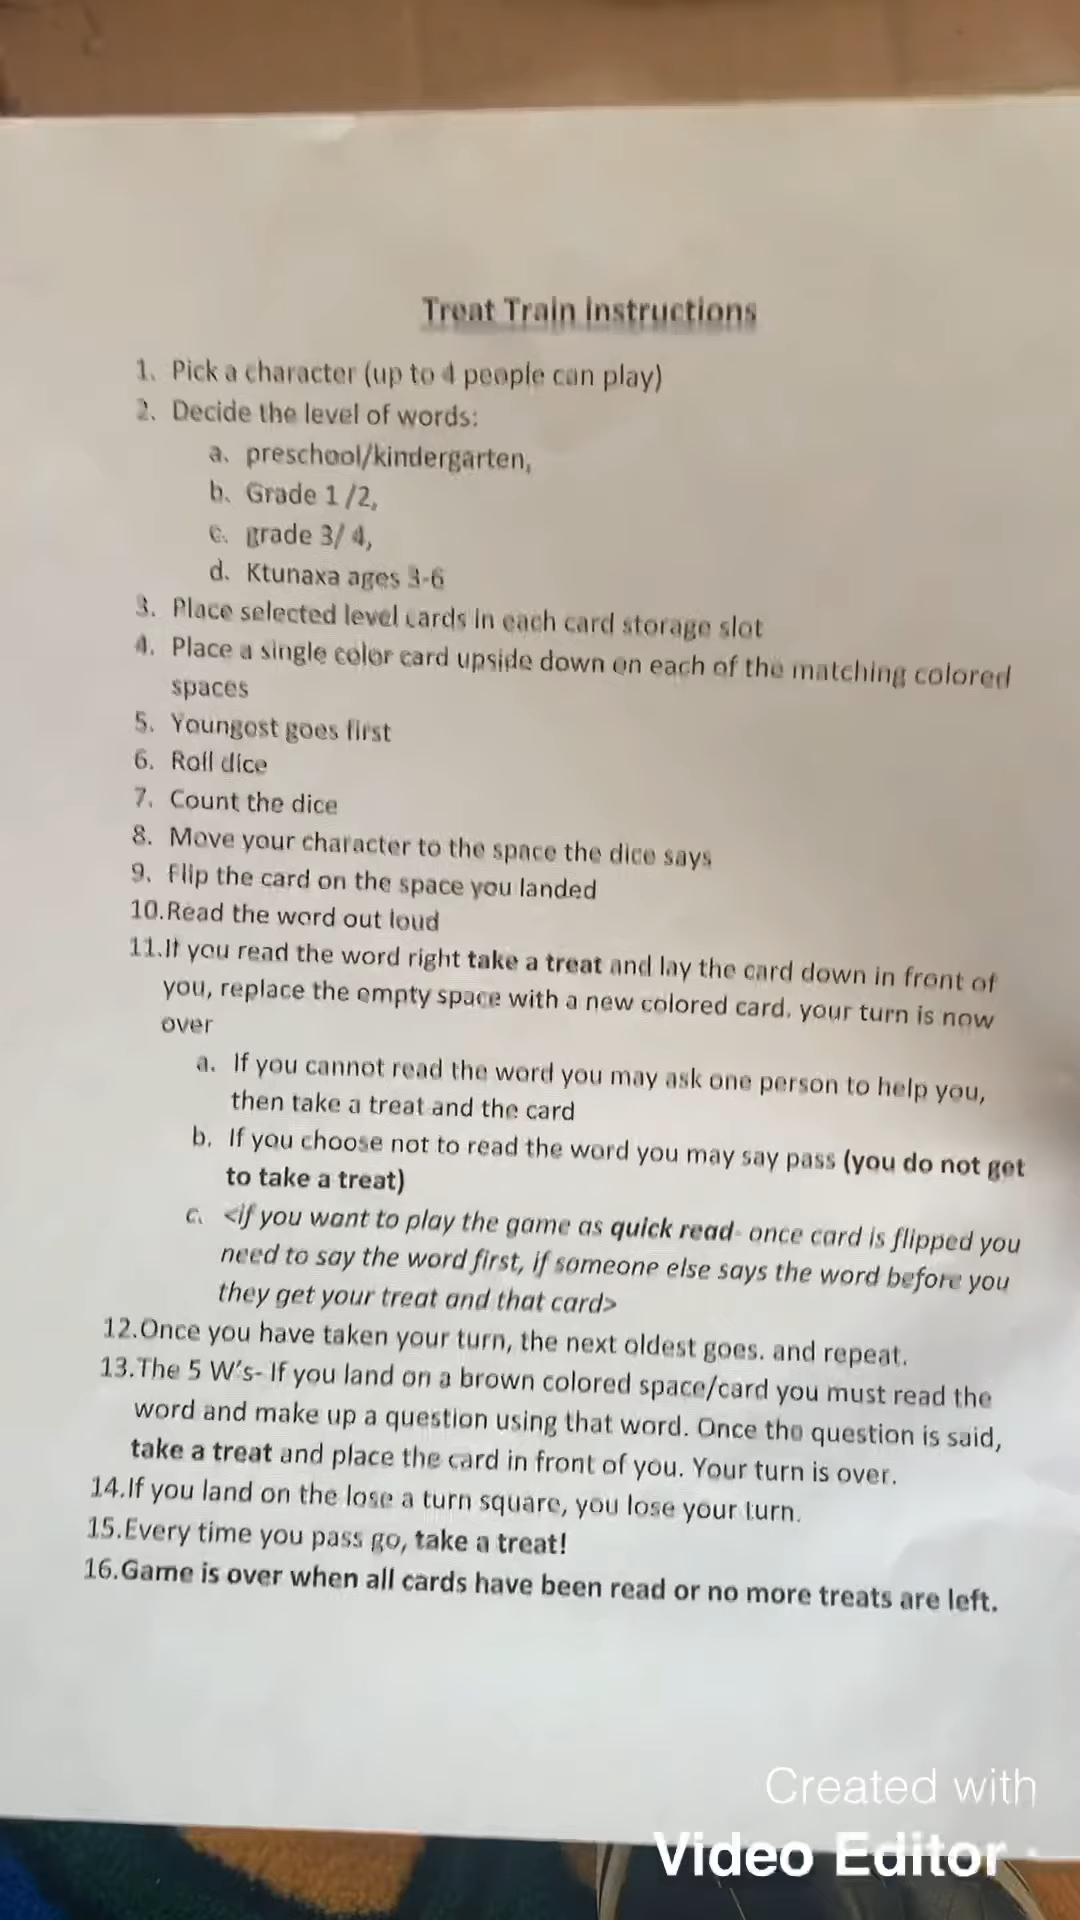 Treat Train instructions
1. Pick a character (up to 4 people can play)
2. Decide the level of words:
a. preschool/kindergarten,
b. Grade 1 /2,
c. grade 3/ 4,
d. Ktunaxa ages 3-6
3. Place selected level cards in each card storage slot
4. Place a single color card upside down on each of the matching colored
spaces
5. Youngest goes first
6. Roll dice
7. Count the dice
8. Move your character to the space the dice says
9. Flip the card on the space you landed
10.Read the word out loud
11.If you read the word right take a treat and lay the card down in front of
you, replace the empty space with a new colored card. your turn is now
over
a. If you cannot read the word you may ask one person to help you,
then take a treat and the card
b. If you choose not to read the word you may say pass (you do not get
to take a treat)
c. <if you want to play the game as quick read- once card is flipped you
need to say the word first, if someone else says the word before you
they get your treat and that card>
12.Once you have taken your turn, the next oldest goes. and repeat.
13.The 5 W's- If you land on a brown colored space/card you must read the
word and make up a question using that word. Once the question is said,
take a treat and place the card in front of you. Your turn is over.
14.If you land on the lose a turn square, you lose your turn.
15.Every time you pass go, take a treat!
16.Game is over when all cards have been read or no more treats are left.
Created with
Video Editor